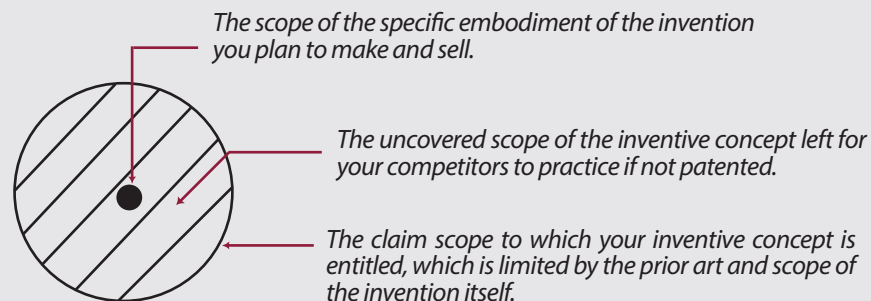 The scope of the specific embodiment of the invention
you plan to make and sell.
The uncovered scope of the inventive concept left for
your competitors to practice if not patented.
The claim scope to which your inventive concept is
entitled, which is limited by the prior art and scope of
the invention itself.